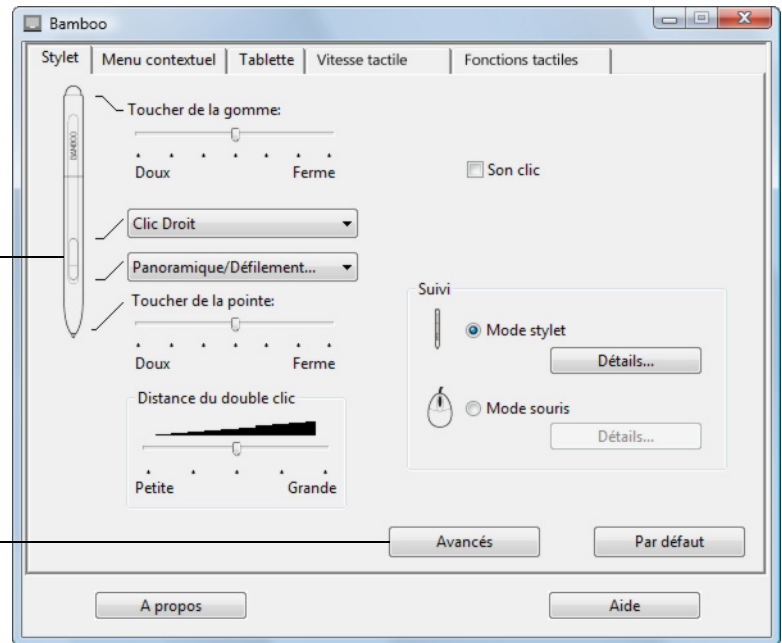 Bamboo
Stylet Menu contextuel Tablette Vitesse tactile Fonctions tactiles
Toucher de la gomme:
BAMBOO
Doux Ferme
Son clic
Clic Droit
Panoramique/Défilement...
Toucher de la pointe:
Doux Ferme
Suivi
Mode stylet
Détails...
Mode souris
Détails...
Distance du double clic
Petite Grande
Avancés Par défaut
A propos Aide